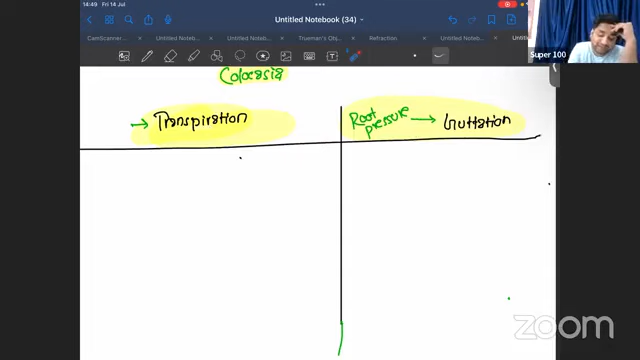 14:49 Fri 14 Jul
Untitled Notebook (34)
CamScanner
Untitled Noteb...
Untitled Noteb...
Untitled Noteb...
Trueman's Obj...
Refraction
Untitled Noteb...
Untitl
Super 100
Colocasia
→ Transpiration
Root pressure → Guttation
zoom